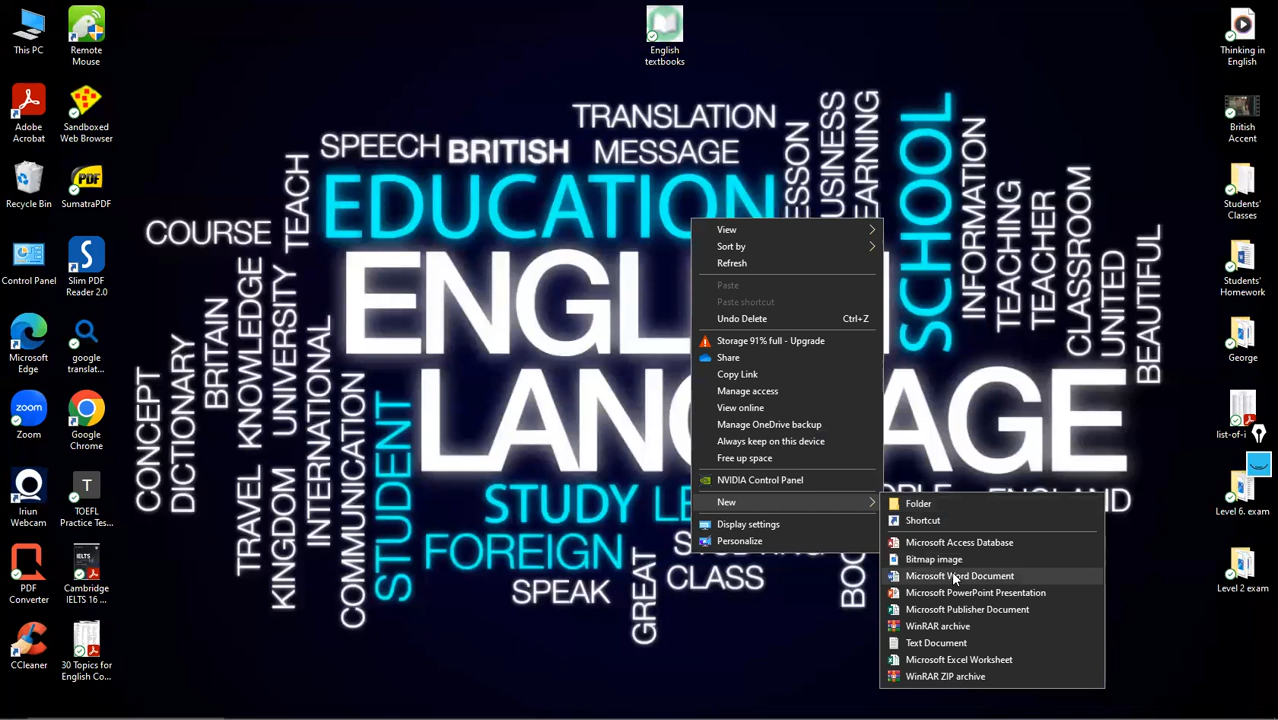 This PC
Remote
Mouse
English
textbooks
Thinking in
English
Adobe
Acrobat
Sandboxed
Web Browser
British
Accent
Recycle Bin
SumatraPDF
Students'
Classes
Control Panel
Slim PDF
Reader 2.0
Students'
Homework
Microsoft
Edge
google
translat...
George
Zoom
Google
Chrome
list-of-i
Iriun
Webcam
TOEFL
Practice Tes...
Level 6. exam
PDF
Converter
Cambridge
IELTS 16 ...
Level 2 exam
CCleaner
30 Topics for
English Co...
TRANSLATION
SPEECH BRITISH MESSAGE
EDUCATION
COURSE
TEACH
ENGLI
LANG AGE
STUDY LE
FOREIGN
SPEAK
GREAT
CLASS
CONCEPT
DICTIONARY
BRITAIN
KNOWLEDGE
UNIVERSITY
INTERNATIONAL
TRAVEL
KINGDOM
COMMUNICATION
STUDENT
SCHOOL
INFORMATION
TEACHING
TEACHER
CLASSROOM
UNITED
BEAUTIFUL
View
Sort by
Refresh
Paste
Paste shortcut
Undo Delete Ctrl+Z
Storage 91% full - Upgrade
Share
Copy Link
Manage access
View online
Manage OneDrive backup
Always keep on this device
Free up space
NVIDIA Control Panel
New
Display settings
Personalize
Folder
Shortcut
Microsoft Access Database
Bitmap image
Microsoft Word Document
Microsoft PowerPoint Presentation
Microsoft Publisher Document
WinRAR archive
Text Document
Microsoft Excel Worksheet
WinRAR ZIP archive